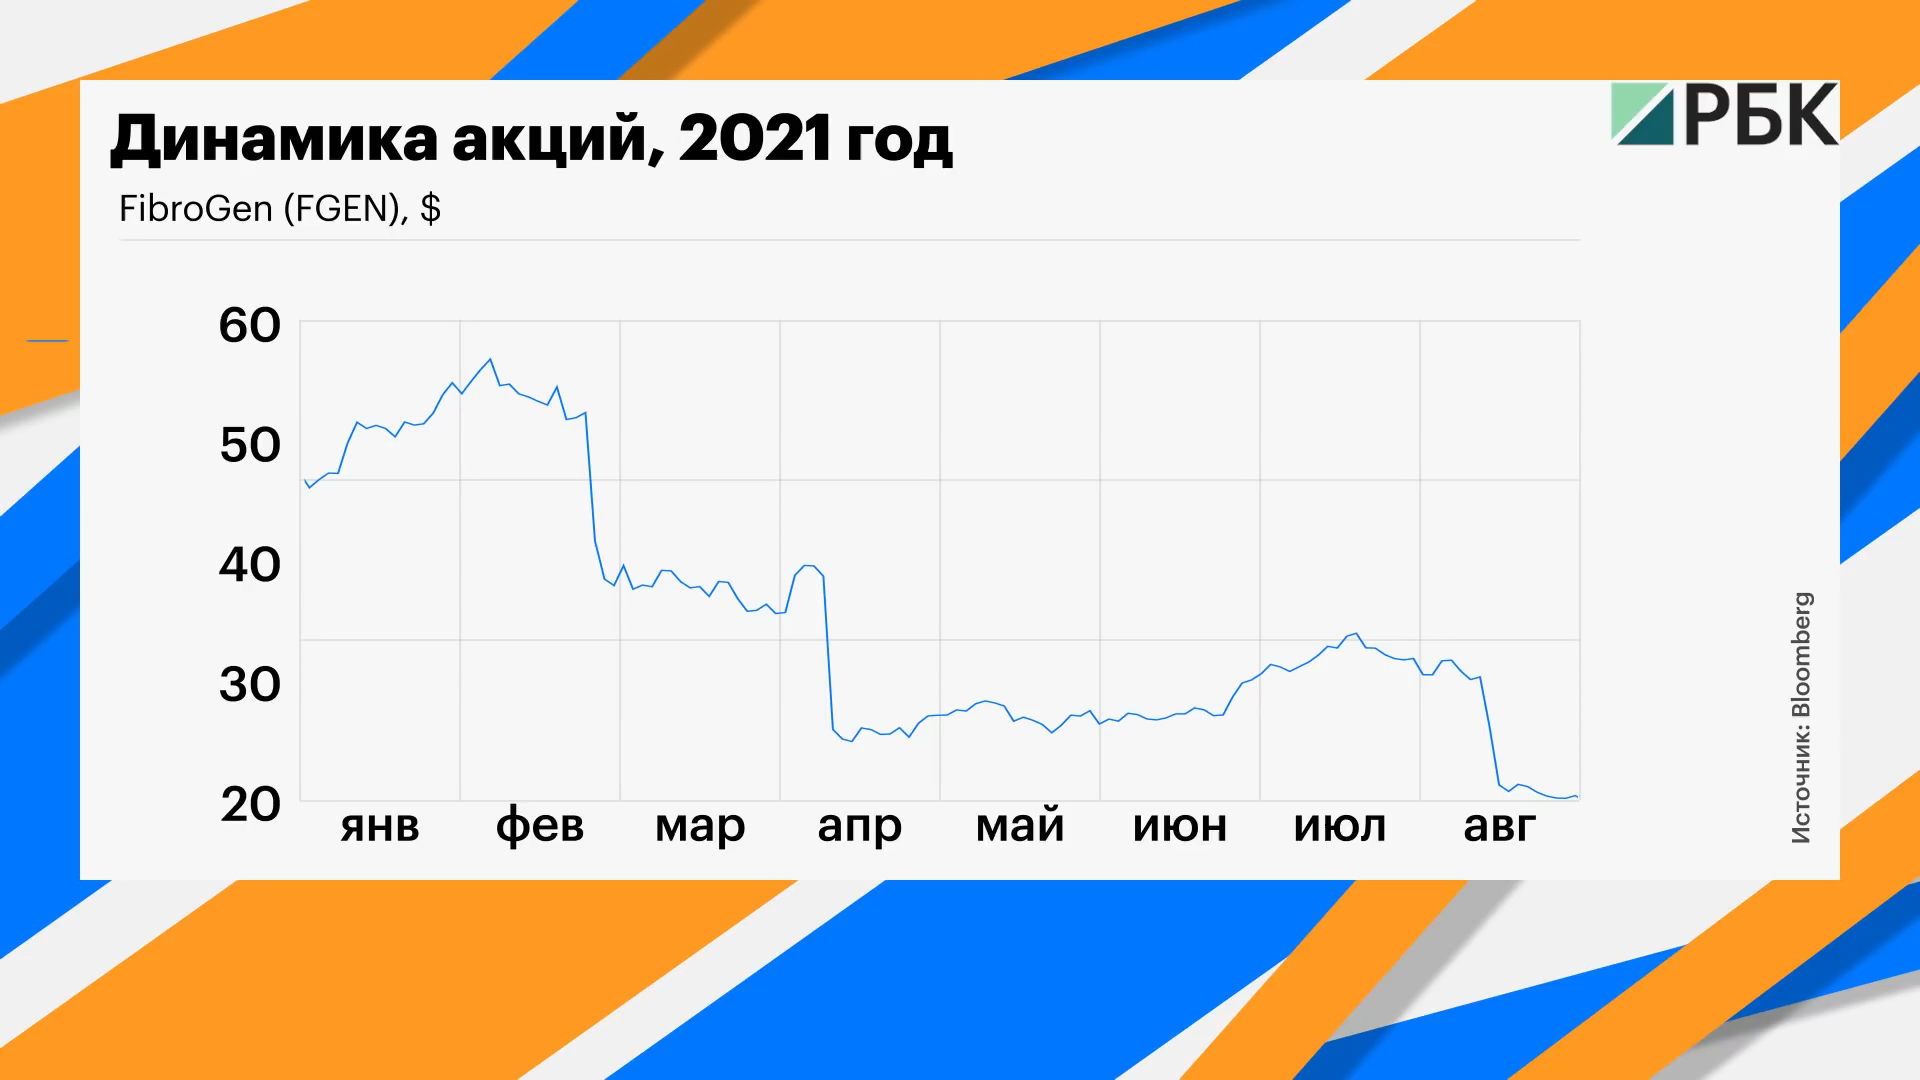 Динамика акций, 2021 год
РБК
FibroGen (FGEN), $
60
50
40
30
20
янв фев мар апр май июн июл авг
Источник: Bloomberg